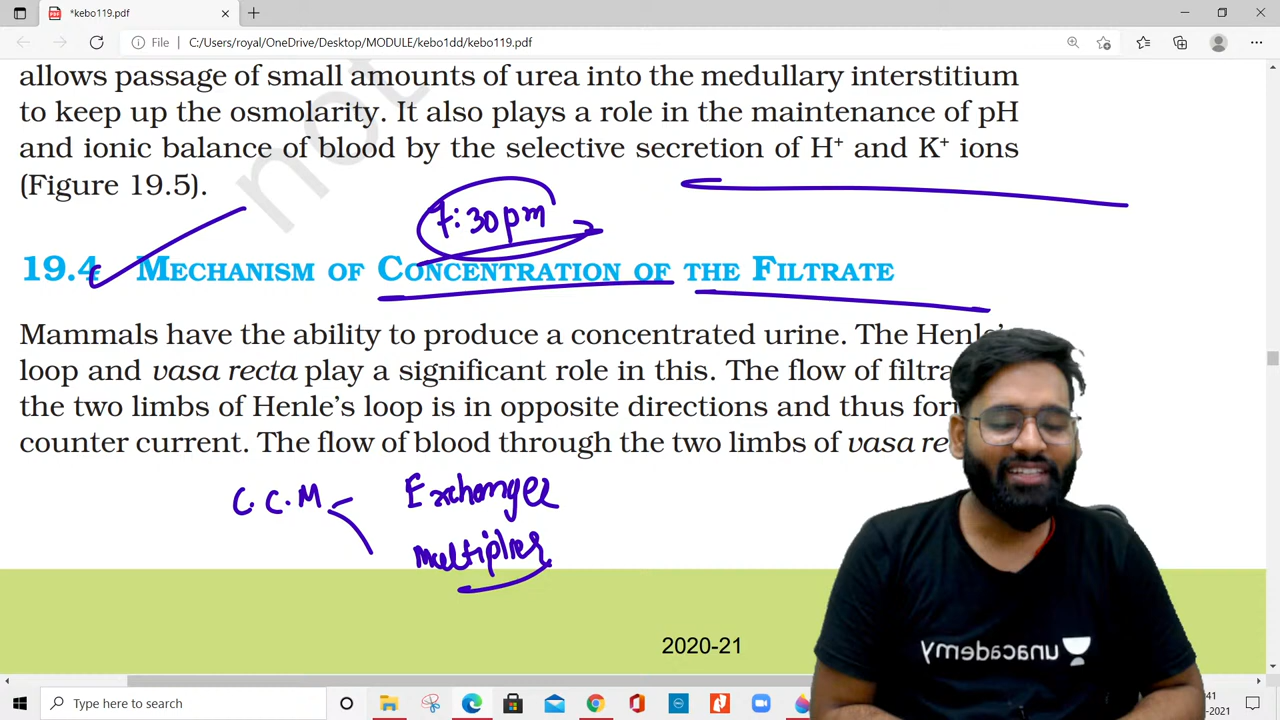 *kebo119.pdf
File C:/Users/royal/OneDrive/Desktop/MODULE/kebo1dd/kebo119.pdf
allows passage of small amounts of urea into the medullary interstitium
to keep up the osmolarity. It also plays a role in the maintenance of pH
and ionic balance of blood by the selective secretion of H+ and K+ ions
(Figure 19.5).
not
7:30pm
19.4 MECHANISM OF CONCENTRATION OF THE FILTRATE
Mammals have the ability to produce a concentrated urine. The Henle's
loop and vasa recta play a significant role in this. The flow of filtra
the two limbs of Henle's loop is in opposite directions and thus for
counter current. The flow of blood through the two limbs of vasa re
C.C.M Exchanger
Multiplier
unacademy
2020-21
Type here to search
41
-2021